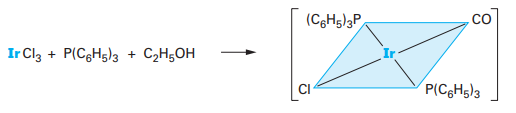 (C₆H₅)₃P CO
IrCl₃ + P(C₆H₅)₃ + C₂H₅OH ⟶ Ir
Cl P(C₆H₅)₃